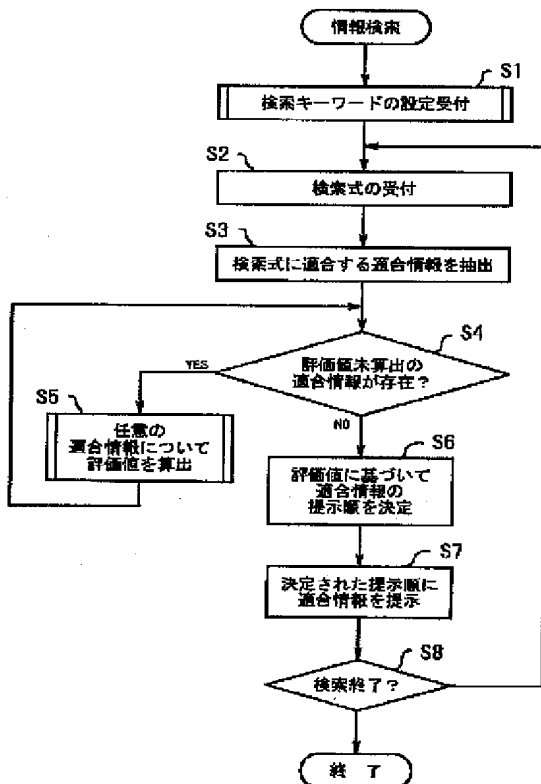 情報検索
S1
検索キーワードの設定受付
S2
検索式の受付
S3
検索式に適合する適合情報を抽出
S4
評価値未算出の
適合情報が存在？
YES
NO
S5
任意の
適合情報について
評価値を算出
S6
評価値に基づいて
適合情報の
提示順を決定
S7
決定された提示順に
適合情報を提示
S8
検索終了？
終 了